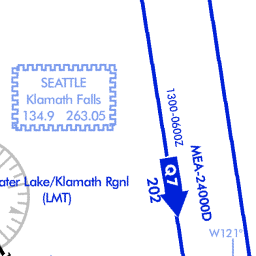 SEATTLE
Klamath Falls
134.9 263.05
1300-0600Z
MEA-24000D
Q7
202
ater Lake/Klamath Rgnl
(LMT)
W121°